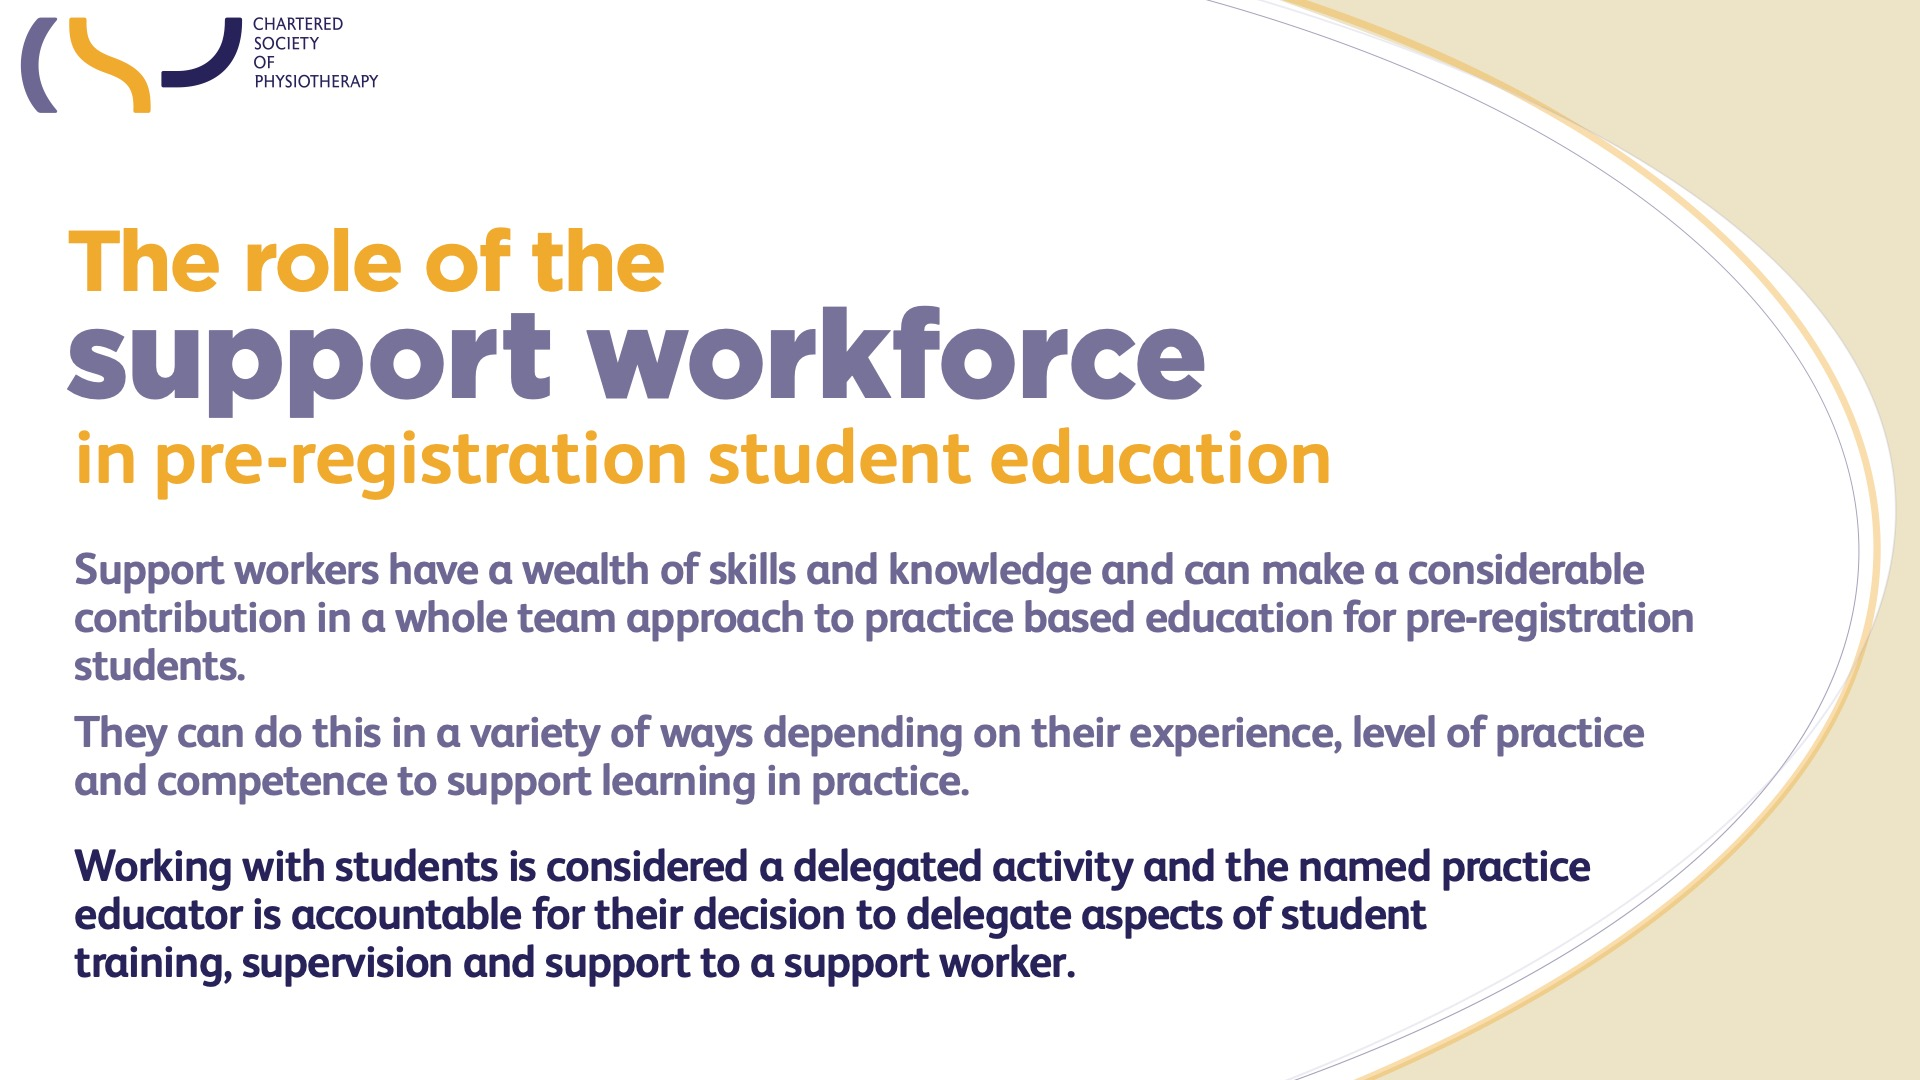 CHARTERED
SOCIETY
OF
PHYSIOTHERAPY
The role of the
support workforce
in pre-registration student education
Support workers have a wealth of skills and knowledge and can make a considerable
contribution in a whole team approach to practice based education for pre-registration
students.
They can do this in a variety of ways depending on their experience, level of practice
and competence to support learning in practice.
Working with students is considered a delegated activity and the named practice
educator is accountable for their decision to delegate aspects of student
training, supervision and support to a support worker.